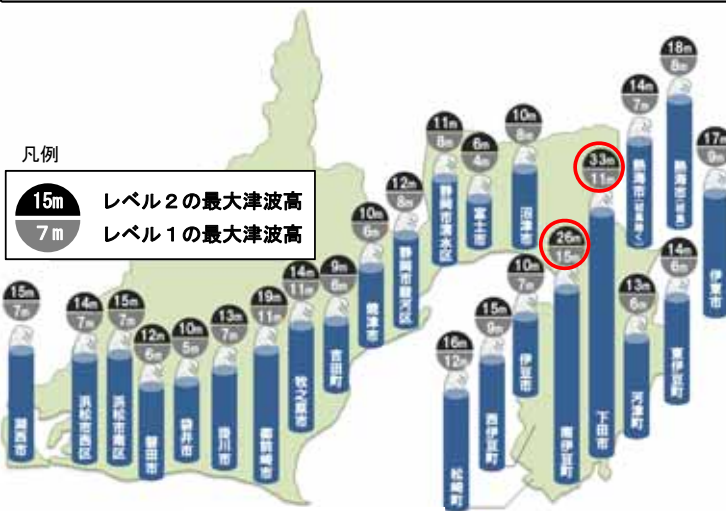 凡例
15m
レベル２の最大津波高
7m
レベル１の最大津波高
15m
7m
湖西市
14m
7m
浜松市西区
15m
7m
浜松市南区
12m
6m
磐田市
10m
5m
袋井市
13m
7m
掛川市
19m
11m
御前崎市
14m
11m
牧之原市
9m
6m
吉田町
10m
6m
焼津市
12m
8m
静岡市駿河区
11m
8m
静岡市清水区
6m
4m
富士市
10m
8m
沼津市
10m
7m
伊豆市
15m
9m
西伊豆町
16m
12m
松崎町
26m
15m
南伊豆町
33m
11m
下田市
13m
6m
河津町
14m
6m
東伊豆町
17m
9m
伊東市
14m
7m
熱海市(初島除く)
18m
8m
熱海市(初島)